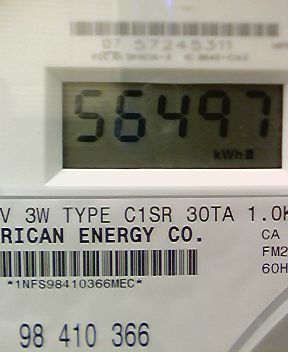 07 57245311
56497
kWh
V 3W TYPE C1SR 30TA 1.0K
RICAN ENERGY CO.
CA
FM2
60H
*1NFS98410366MEC*
98 410 366